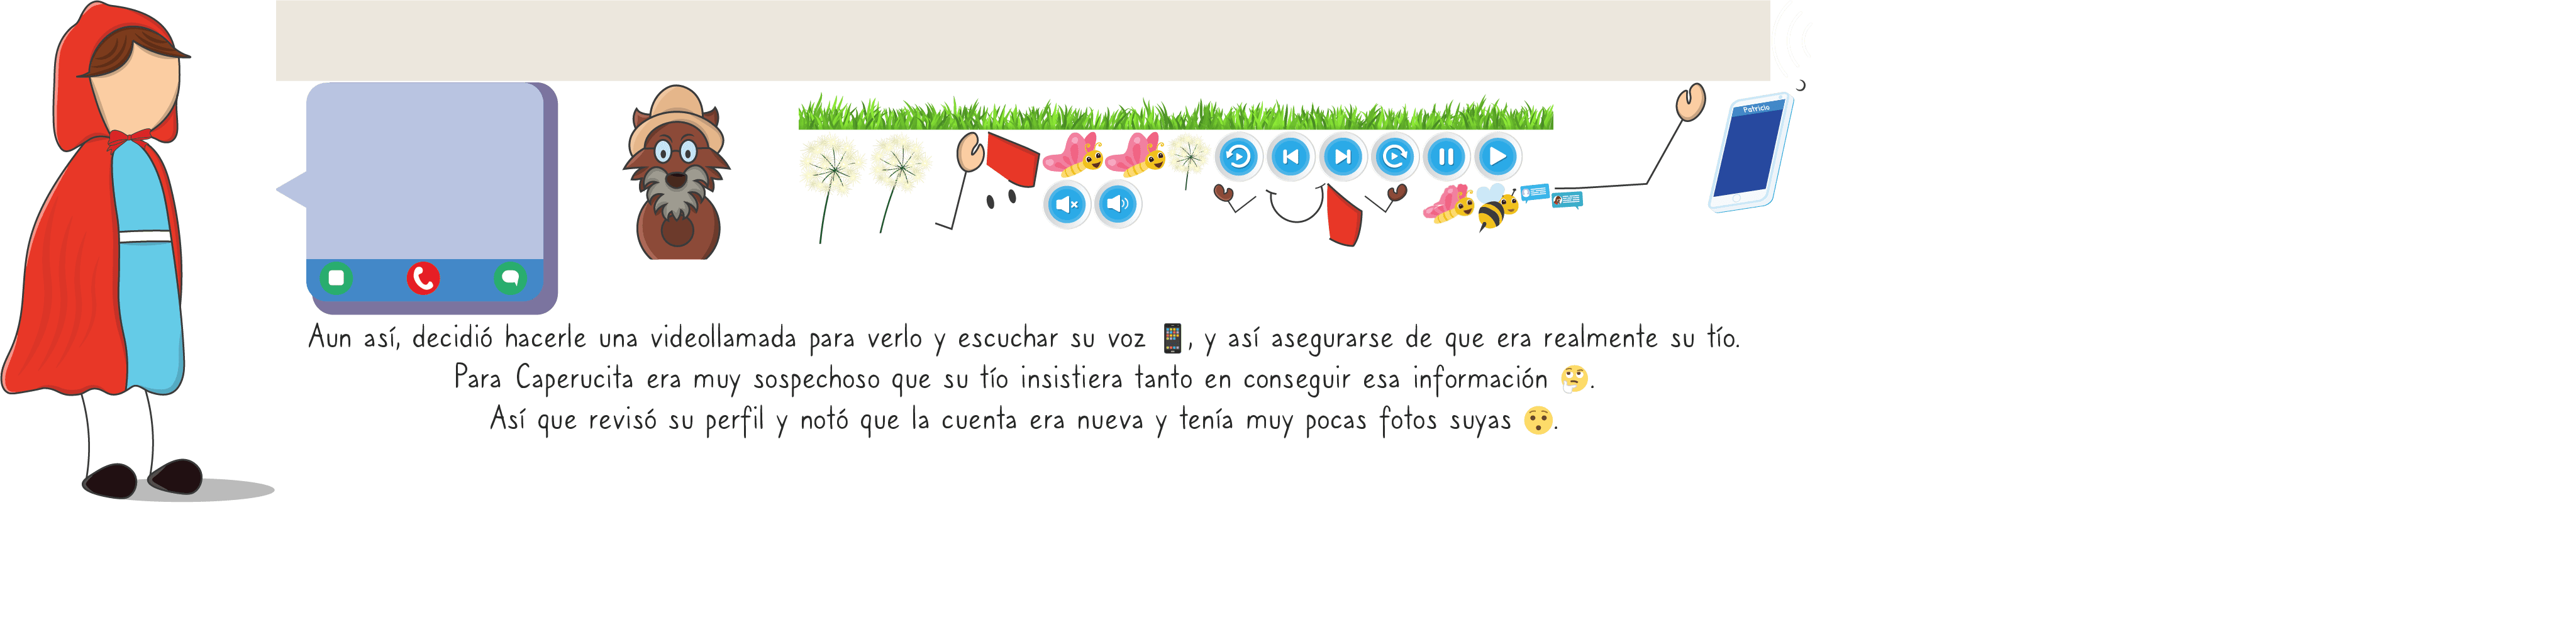 Patricio
Aun así, decidió hacerle una videollamada para verlo y escuchar su voz 📱, y así asegurarse de que era realmente su tío.
Para Caperucita era muy sospechoso que su tío insistiera tanto en conseguir esa información 🤔.
Así que revisó su perfil y notó que la cuenta era nueva y tenía muy pocas fotos suyas 😯.